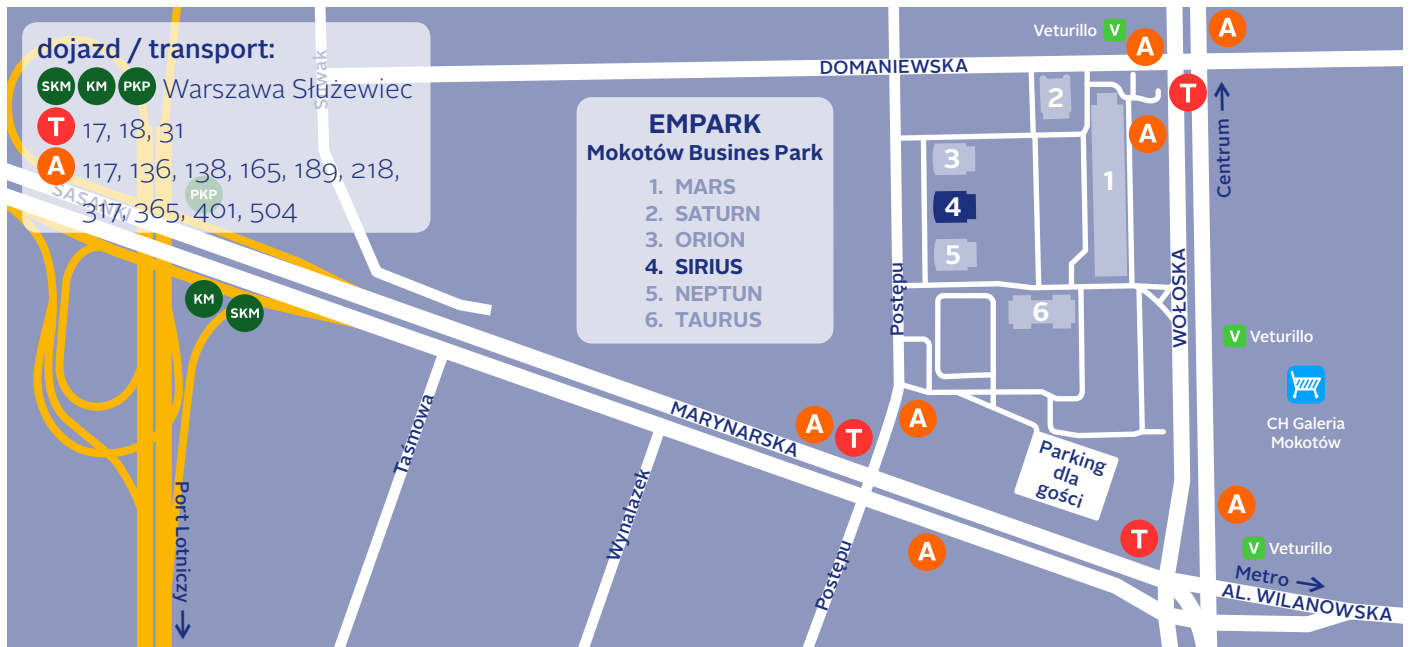 dojazd / transport:
SKM KM PKP Warszawa Służewiec
T 17, 18, 31
A 117, 136, 138, 165, 189, 218,
317, 365, 401, 504
SASANKI
PKP
KM
SKM
Port Lotniczy
Taśmowa
Wynalazek
MARYNARSKA
EMPARK
Mokotów Busines Park
1. MARS
2. SATURN
3. ORION
4. SIRIUS
5. NEPTUN
6. TAURUS
DOMANIEWSKA
Veturillo V
A
A
T
A
Centrum
2
3
1
4
5
6
Postępu
WOŁOSKA
V Veturillo
CH Galeria
Mokotów
A
T
A
Parking
dla
gości
A
T
A
Postępu
V Veturillo
Metro
AL. WILANOWSKA